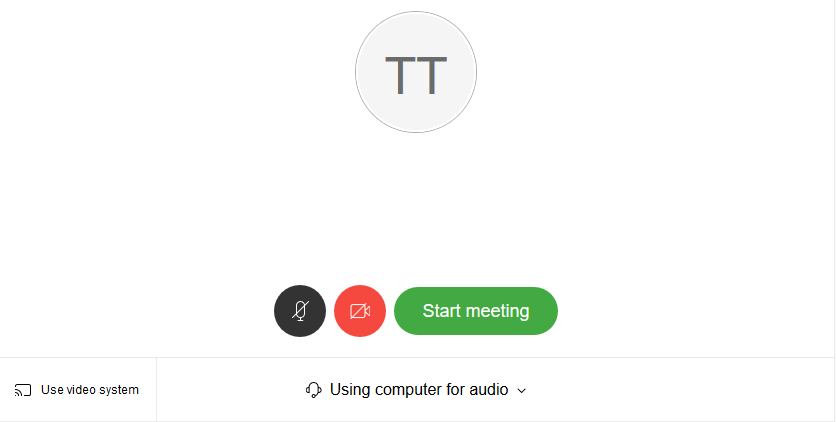 TT
Start meeting
Use video system
Using computer for audio